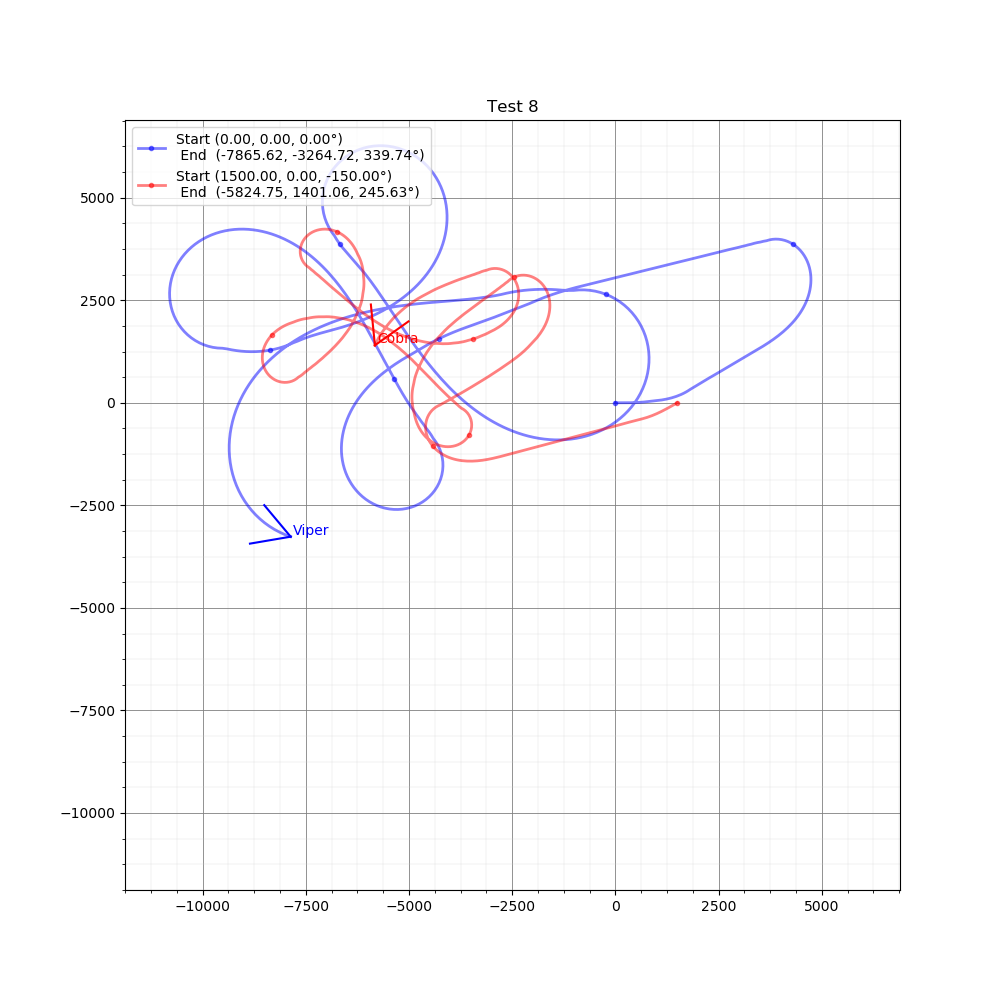 Test 8
Start (0.00, 0.00, 0.00°)
End (-7865.62, -3264.72, 339.74°)
Start (1500.00, 0.00, -150.00°)
End (-5824.75, 1401.06, 245.63°)
5000
2500
0
−2500
−5000
−7500
−10000
Cobra
Viper
−10000 −7500 −5000 −2500 0 2500 5000